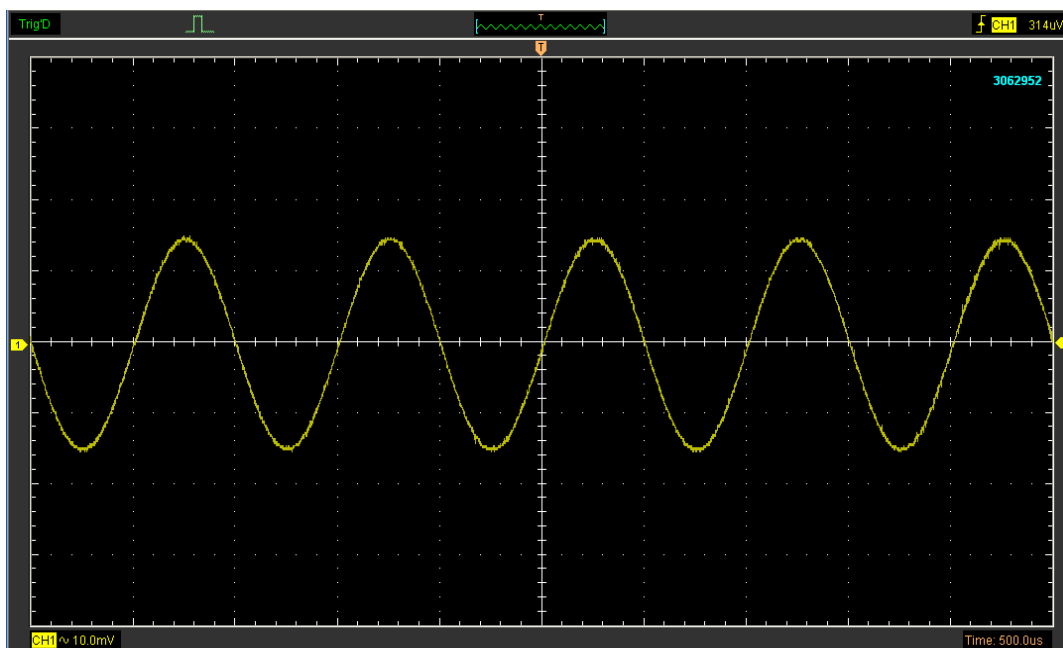 Trig'D
T
CH1 314uV
T
3062952
1
CH1 ~ 10.0mV
Time: 500.0us